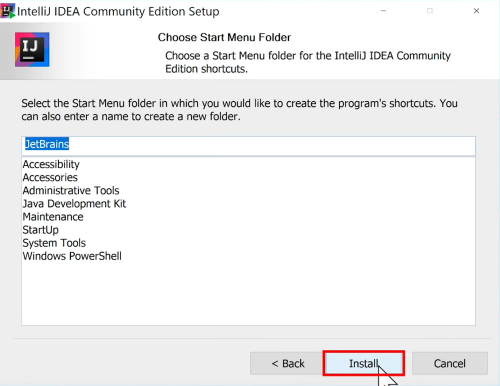 IntelliJ IDEA Community Edition Setup
IJ
Choose Start Menu Folder
Choose a Start Menu folder for the IntelliJ IDEA Community
Edition shortcuts.
Select the Start Menu folder in which you would like to create the program's shortcuts. You
can also enter a name to create a new folder.
JetBrains
Accessibility
Accessories
Administrative Tools
Java Development Kit
Maintenance
StartUp
System Tools
Windows PowerShell
< Back Install Cancel